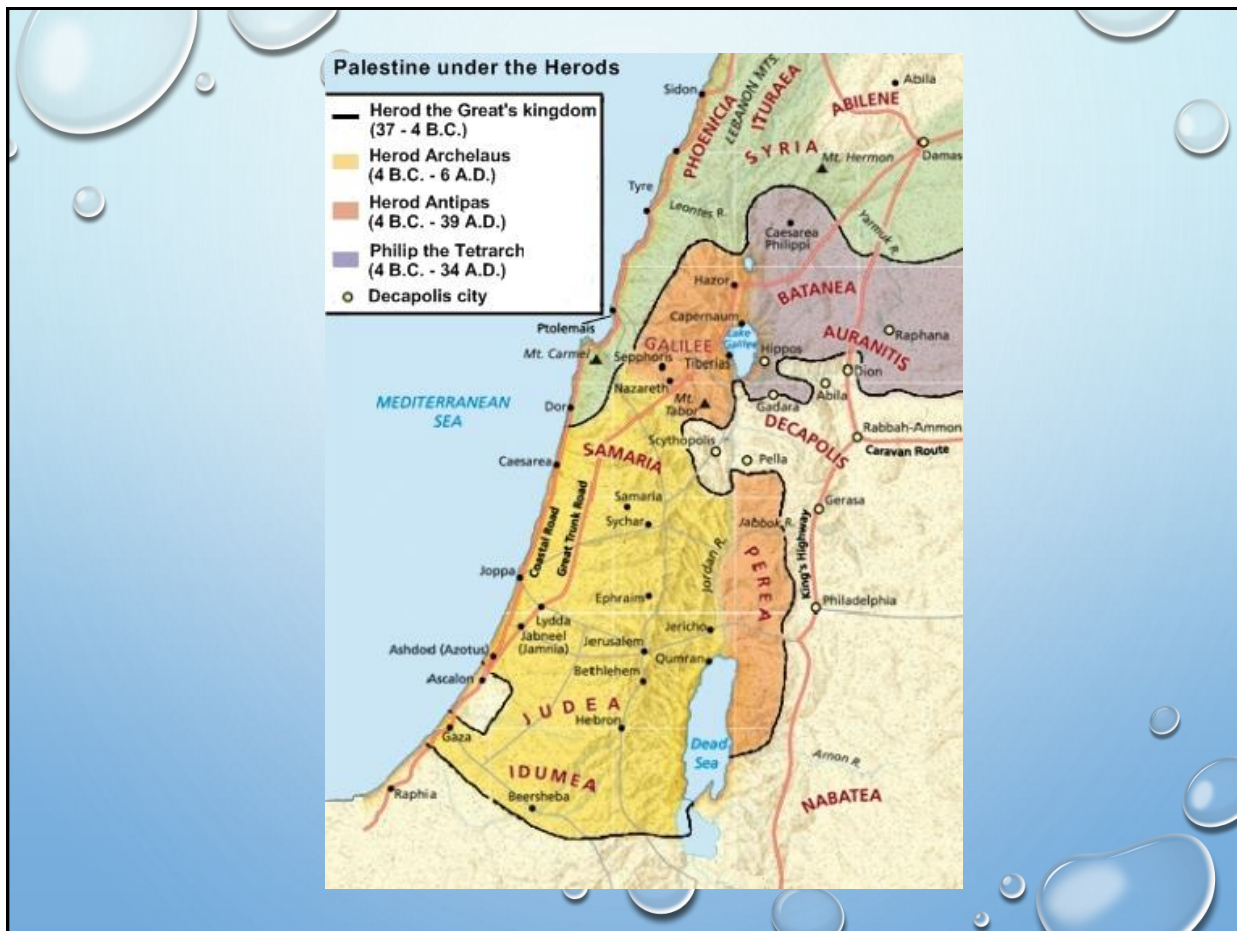 Palestine under the Herods
Herod the Great's kingdom
(37 - 4 B.C.)
Herod Archelaus
(4 B.C. - 6 A.D.)
Herod Antipas
(4 B.C. - 39 A.D.)
Philip the Tetrarch
(4 B.C. - 34 A.D.)
Decapolis city
Sidon
PHOENICIA
LEBANON MTS.
ITURAEA
Abila
ABILENE
SYRIA
Mt. Hermon
Damas
Tyre
Leontes R.
Caesarea
Philippi
Yarmuk R.
Hazor
BATANEA
Capernaum
Ptolemais
Lake
Galilee
AURANITIS
Raphana
Mt. Carmel
GALILEE
Sepphoris
Tiberias
Hippos
Dion
Nazareth
Abila
MEDITERRANEAN
SEA
Dor
Mt.
Tabor
Gadara
DECAPOLIS
Rabbah-Ammon
Caravan Route
Scythopolis
SAMARIA
Caesarea
Pella
Samaria
Gerasa
Sychar
Jabbok R.
Coastal Road
Great Trunk Road
Jordan R.
PEREA
King's Highway
Joppa
Ephraim
Philadelphia
Lydda
Jabneel
(Jamnia)
Jericho
Jerusalem
Ashdod (Azotus)
Qumran
Bethlehem
Ascalon
JUDEA
Hebron
Gaza
Dead
Sea
Arnon R.
IDUMEA
Raphia
Beersheba
NABATEA